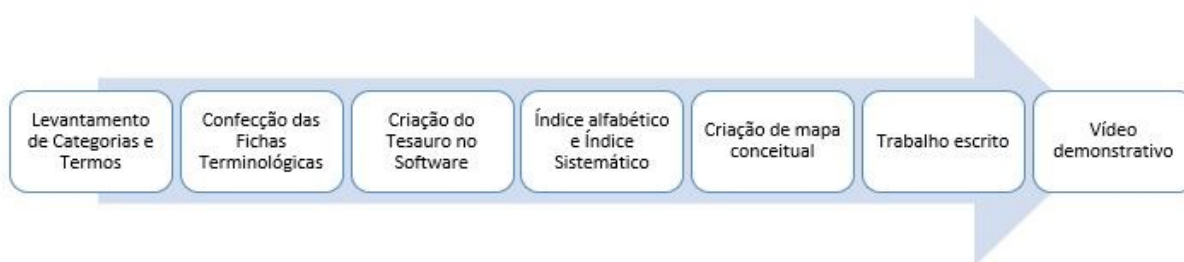 Levantamento
de Categorias e
Termos
Confecção das
Fichas
Terminológicas
Criação do
Tesauro no
Software
Índice alfabético
e Índice
Sistemático
Criação de mapa
conceitual
Trabalho escrito
Vídeo
demonstrativo